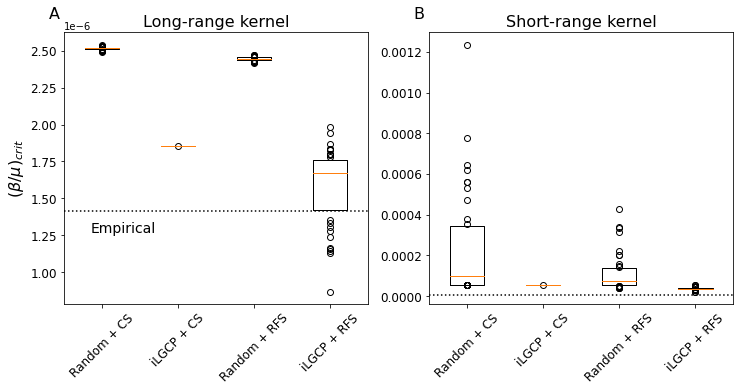 A
B
Long-range kernel
Short-range kernel
1e−6
(β/μ)crit
2.50
2.25
2.00
1.75
1.50
1.25
1.00
Empirical
Random + CS
iLGCP + CS
Random + RFS
iLGCP + RFS
0.0012
0.0010
0.0008
0.0006
0.0004
0.0002
0.0000
Random + CS
iLGCP + CS
Random + RFS
iLGCP + RFS